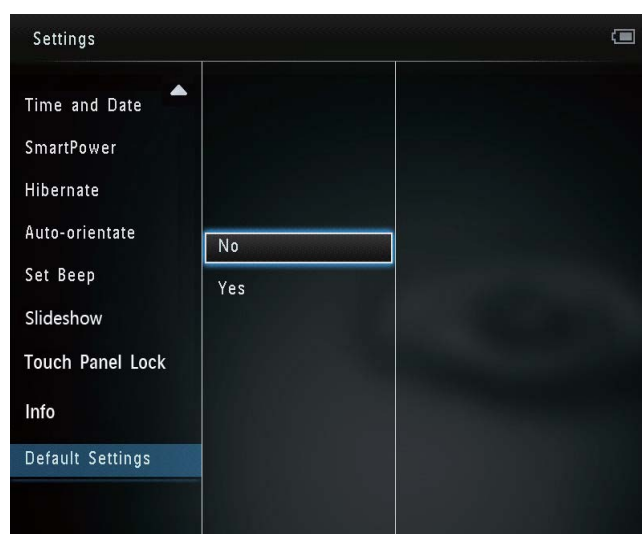 Settings
Time and Date
SmartPower
Hibernate
Auto-orientate
Set Beep
Slideshow
Touch Panel Lock
Info
Default Settings
No
Yes